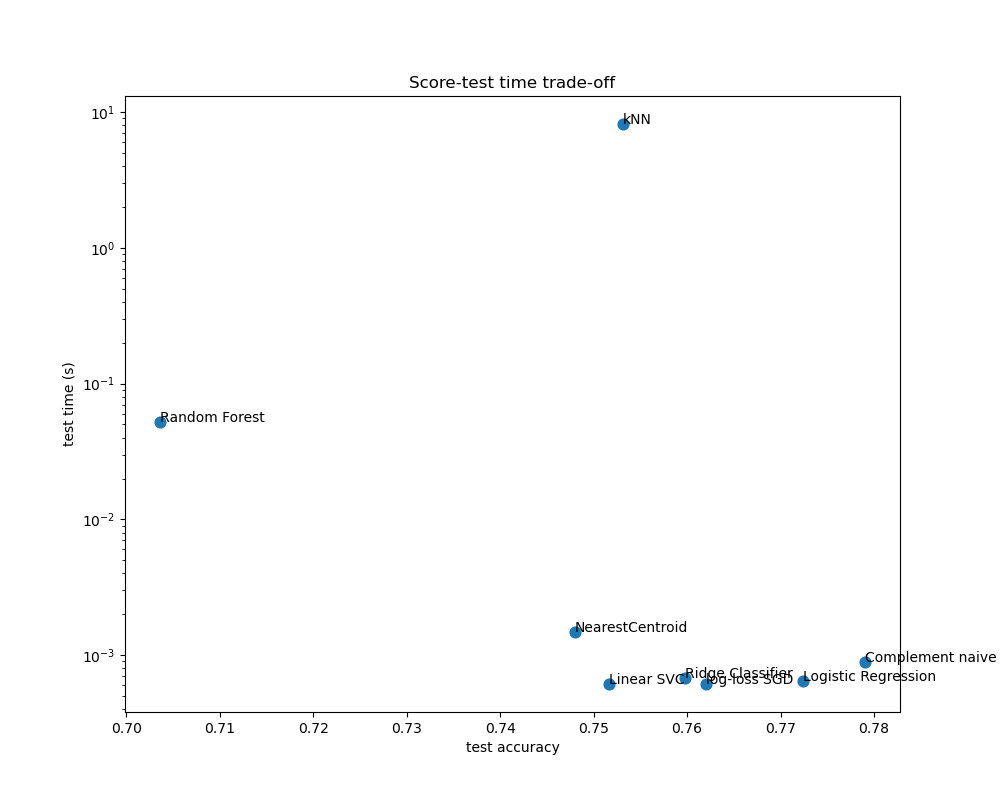 Score-test time trade-off
10¹
kNN
10⁰
test time (s)
10⁻¹
Random Forest
10⁻²
NearestCentroid
10⁻³
Complement naive
Ridge Classifier
Logistic Regression
Linear SVC
log-loss SGD
0.70 0.71 0.72 0.73 0.74 0.75 0.76 0.77 0.78
test accuracy